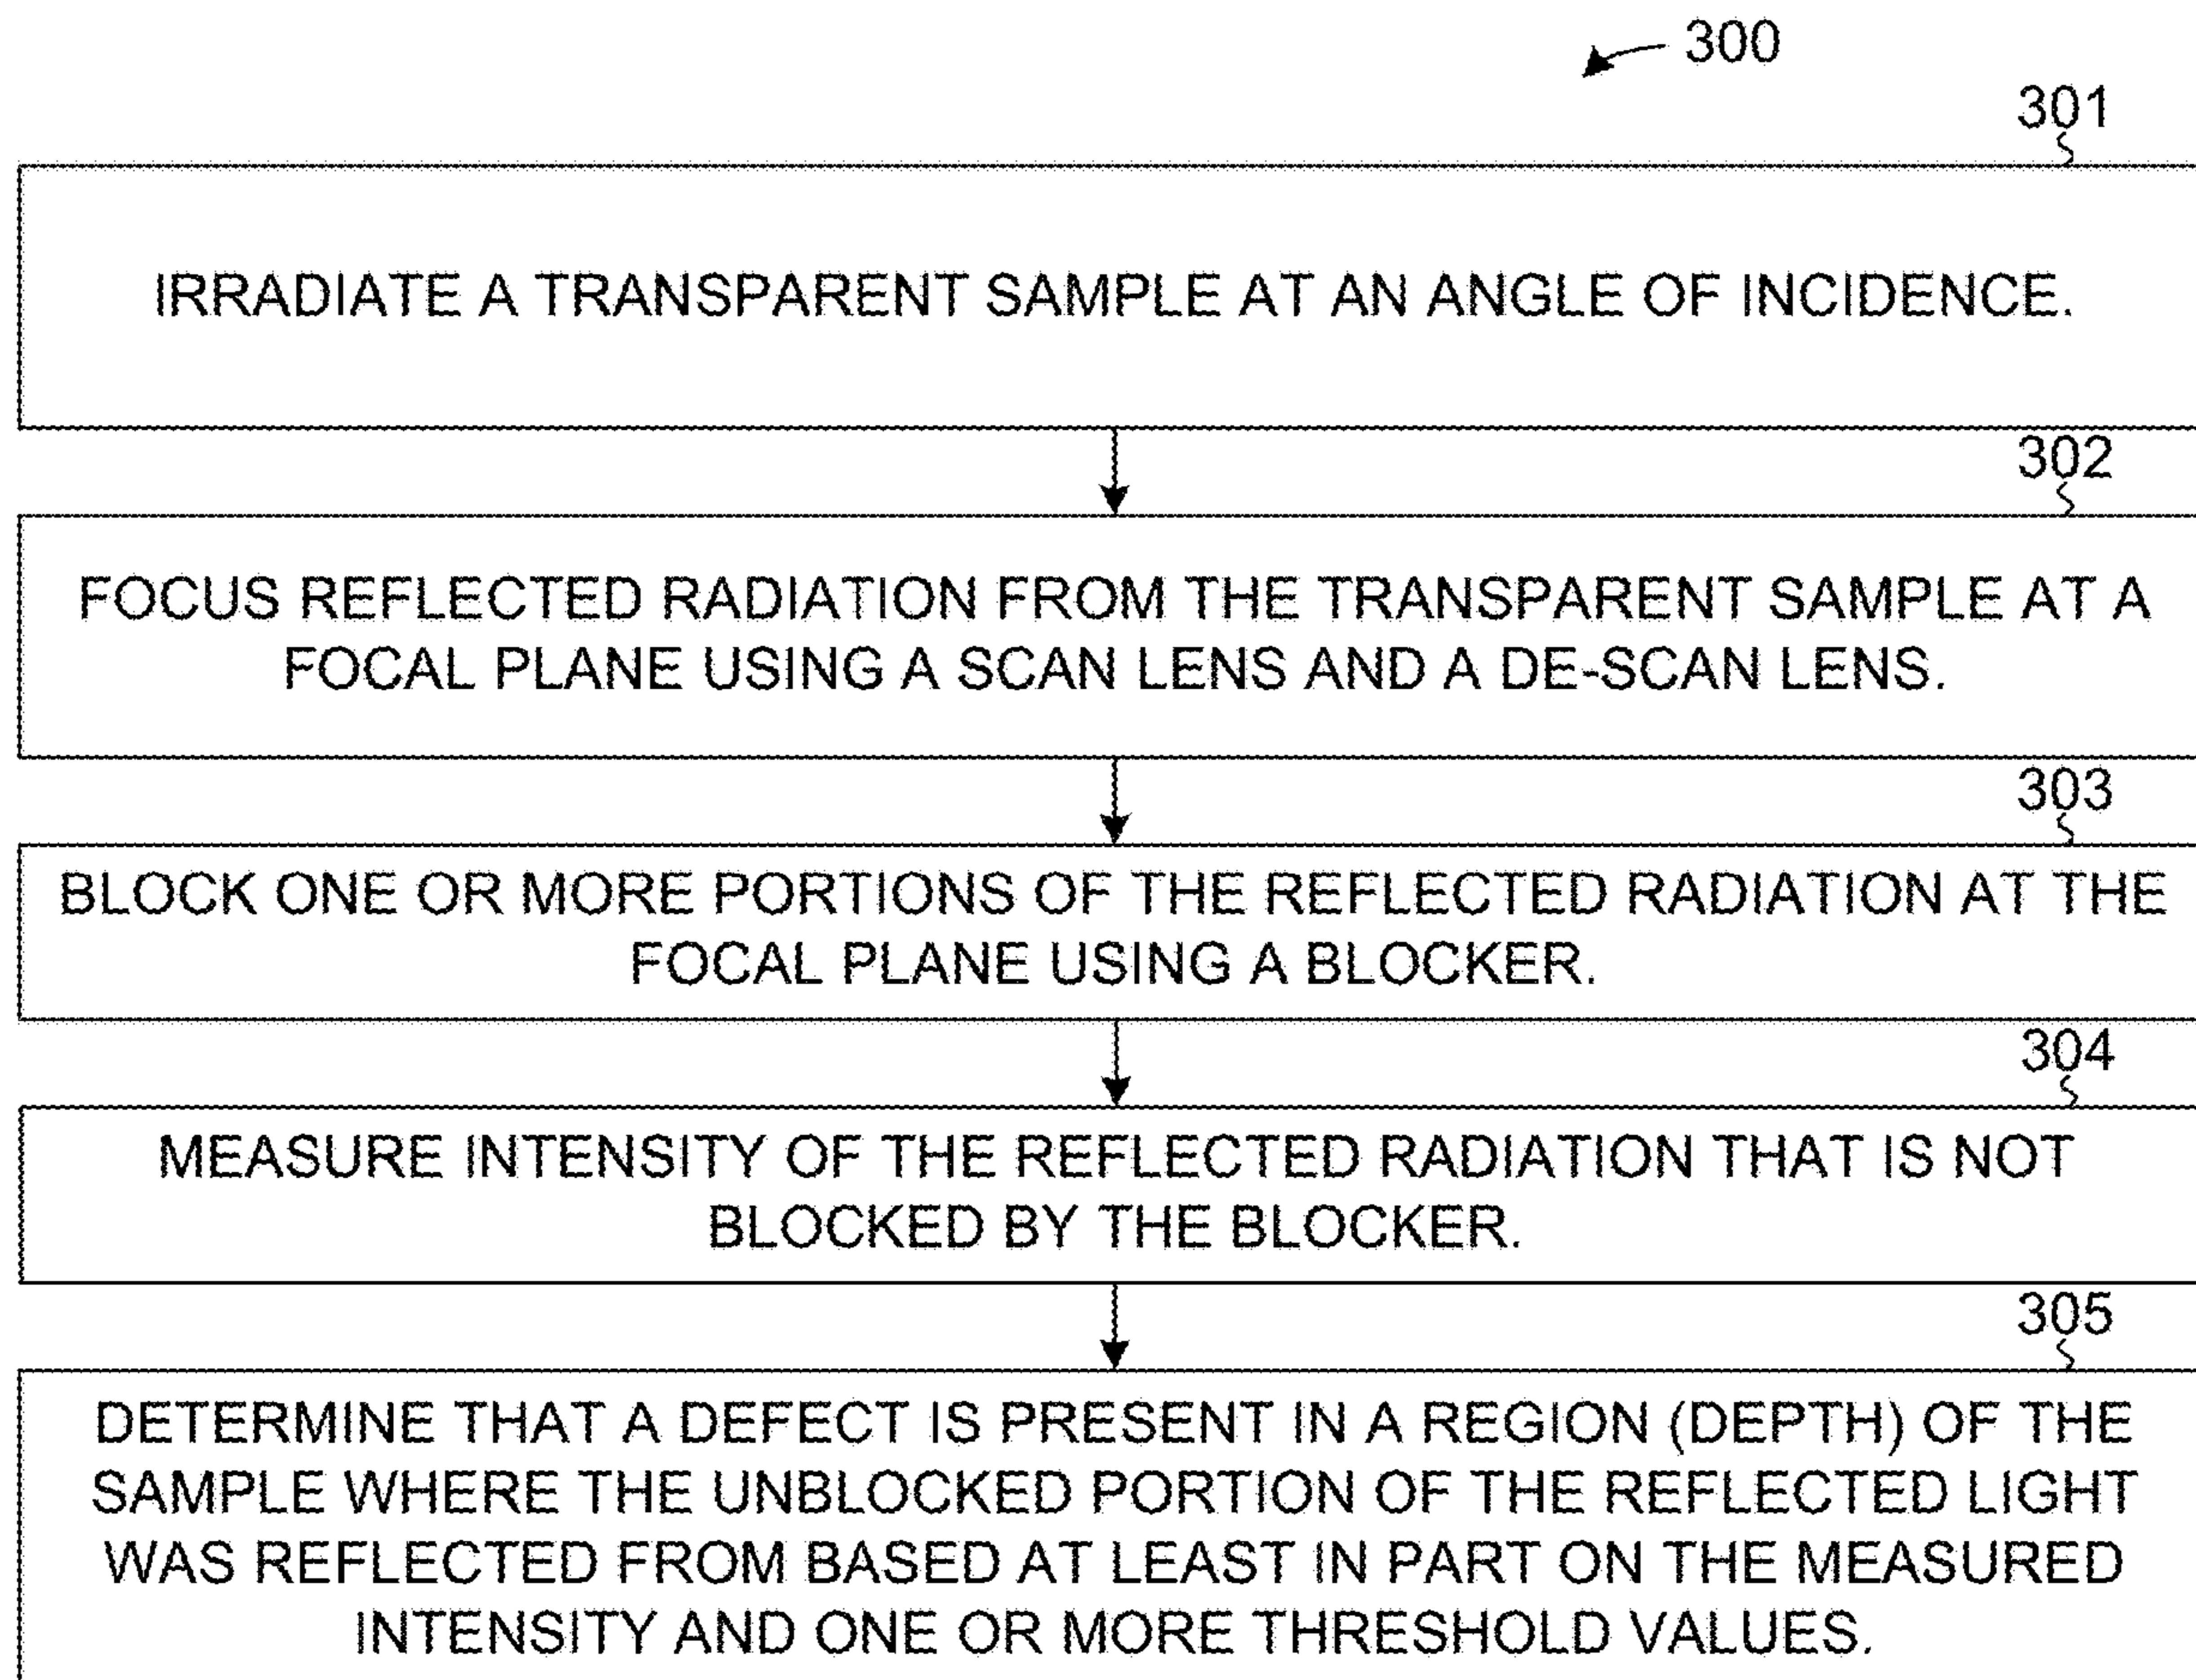 300
301
IRRADIATE A TRANSPARENT SAMPLE AT AN ANGLE OF INCIDENCE.
302
FOCUS REFLECTED RADIATION FROM THE TRANSPARENT SAMPLE AT A
FOCAL PLANE USING A SCAN LENS AND A DE-SCAN LENS.
303
BLOCK ONE OR MORE PORTIONS OF THE REFLECTED RADIATION AT THE
FOCAL PLANE USING A BLOCKER.
304
MEASURE INTENSITY OF THE REFLECTED RADIATION THAT IS NOT
BLOCKED BY THE BLOCKER.
305
DETERMINE THAT A DEFECT IS PRESENT IN A REGION (DEPTH) OF THE
SAMPLE WHERE THE UNBLOCKED PORTION OF THE REFLECTED LIGHT
WAS REFLECTED FROM BASED AT LEAST IN PART ON THE MEASURED
INTENSITY AND ONE OR MORE THRESHOLD VALUES.